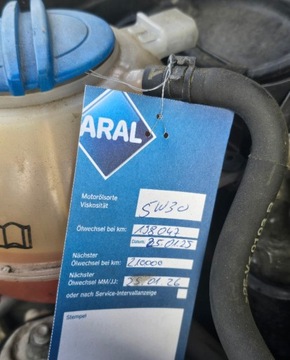 ARAL
Motorölsorte
Viskosität
5W30
Ölwechsel bei km: 198047
Datum: 25.01.25
Nächster
Ölwechsel bei km: 210000
Nächster
Ölwechsel MM/JJ: 25.01.26
oder nach Service-Intervallanzeige
Stempel